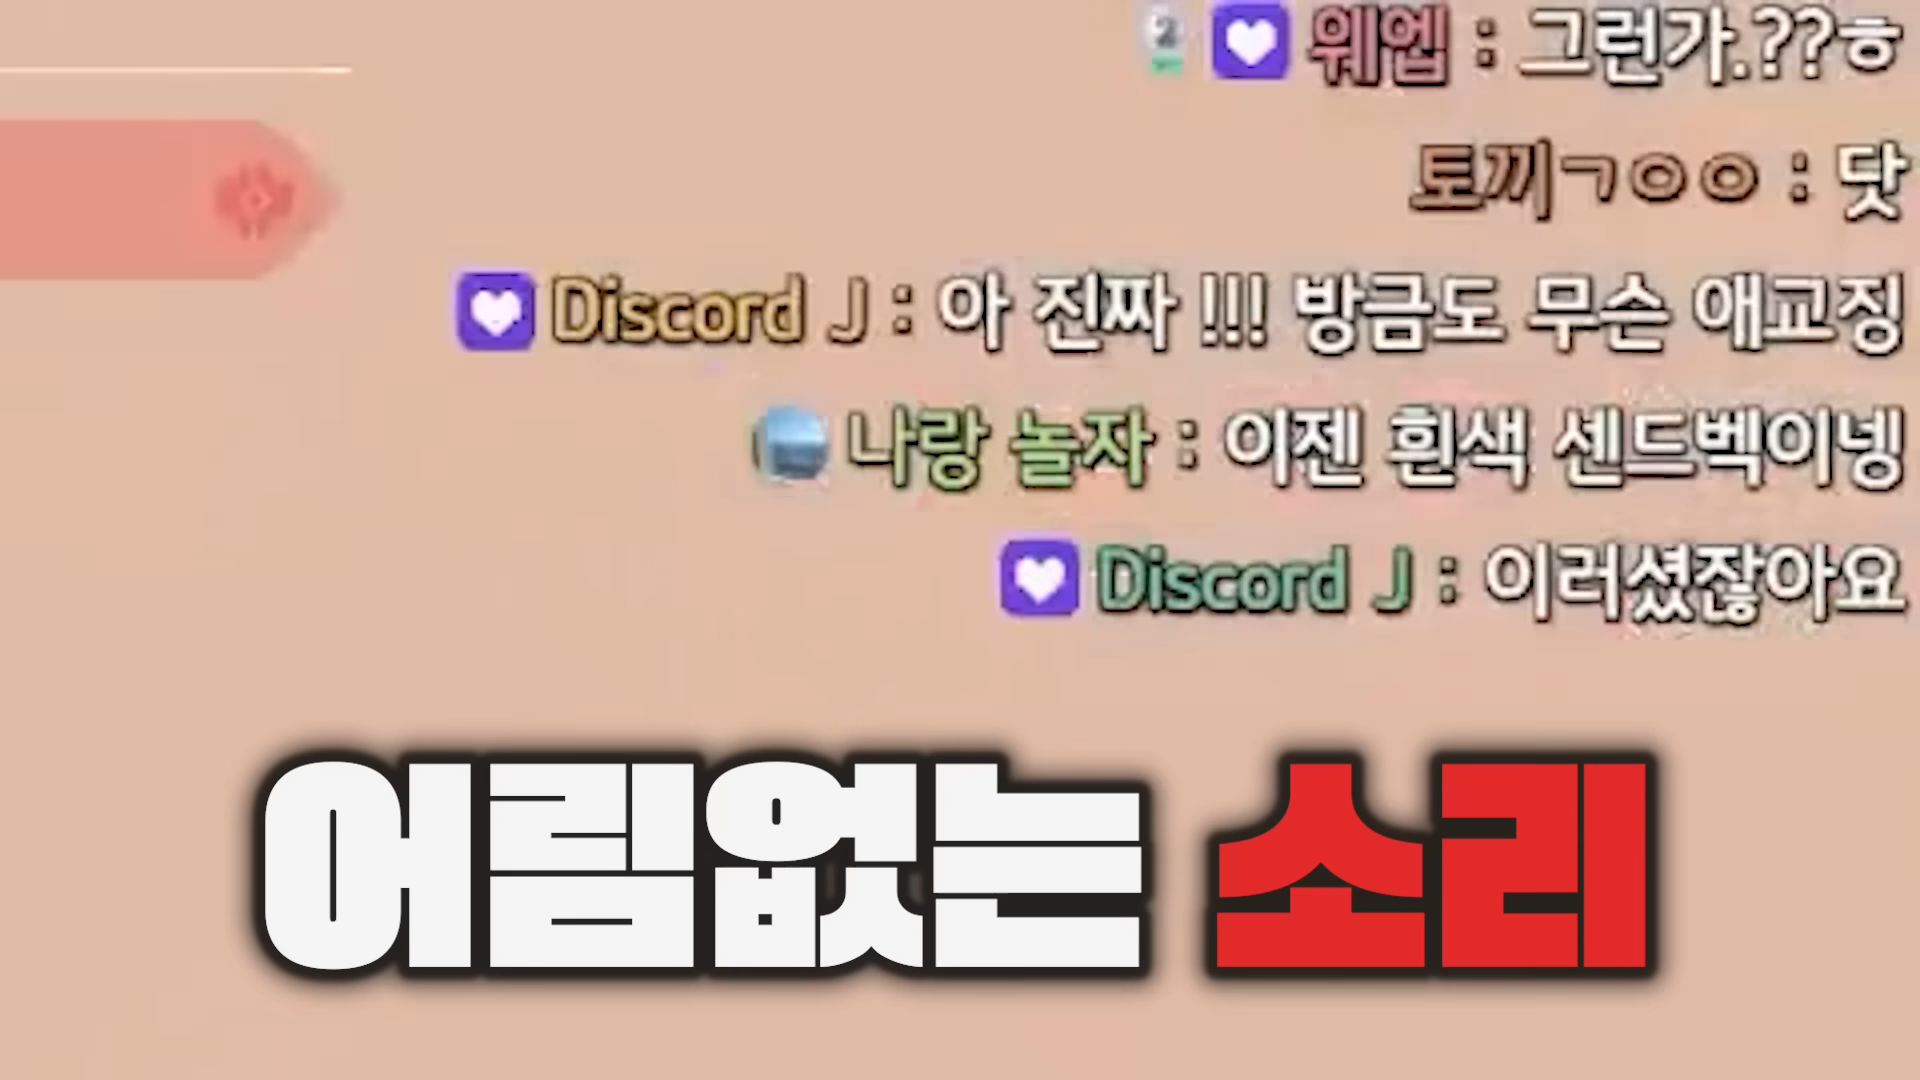 웨엡 : 그런가.??ㅎ
토끼ㄱㅇㅇ : 닷
Discord J : 아 진짜 !!! 방금도 무슨 애교징
나랑 놀자 : 이젠 흰색 센드벡이넹
Discord J : 이러셨잖아요
어림없는 소리